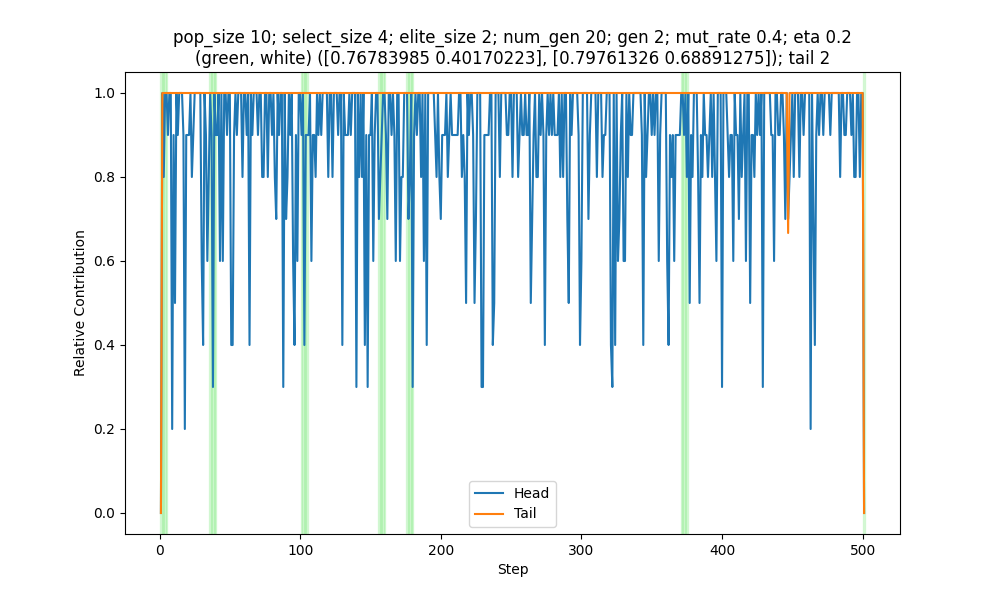 pop_size 10; select_size 4; elite_size 2; num_gen 20; gen 2; mut_rate 0.4; eta 0.2
(green, white) ([0.76783985 0.40170223], [0.79761326 0.68891275]); tail 2
Relative Contribution
1.0
0.8
0.6
0.4
0.2
0.0
Head
Tail
0
100
200
300
400
500
Step